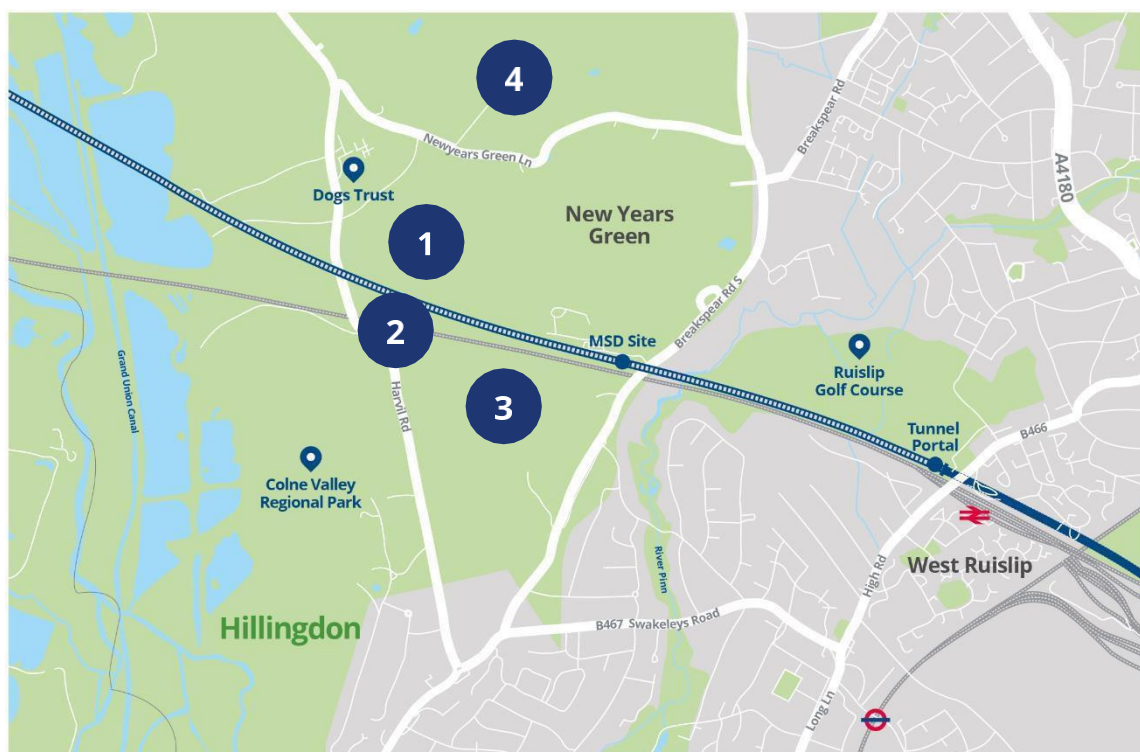 4
Breakspear Rd
Newyears Green Ln
A4180
Dogs Trust
New Years
Green
1
Breakspear Rd S
2
MSD Site
Ruislip
Golf Course
Grand Union Canal
3
Harvil Rd
Tunnel
Portal
B466
Colne Valley
Regional Park
River Pinn
High Rd
West Ruislip
Hillingdon
B467 Swakeleys Road
Long Ln